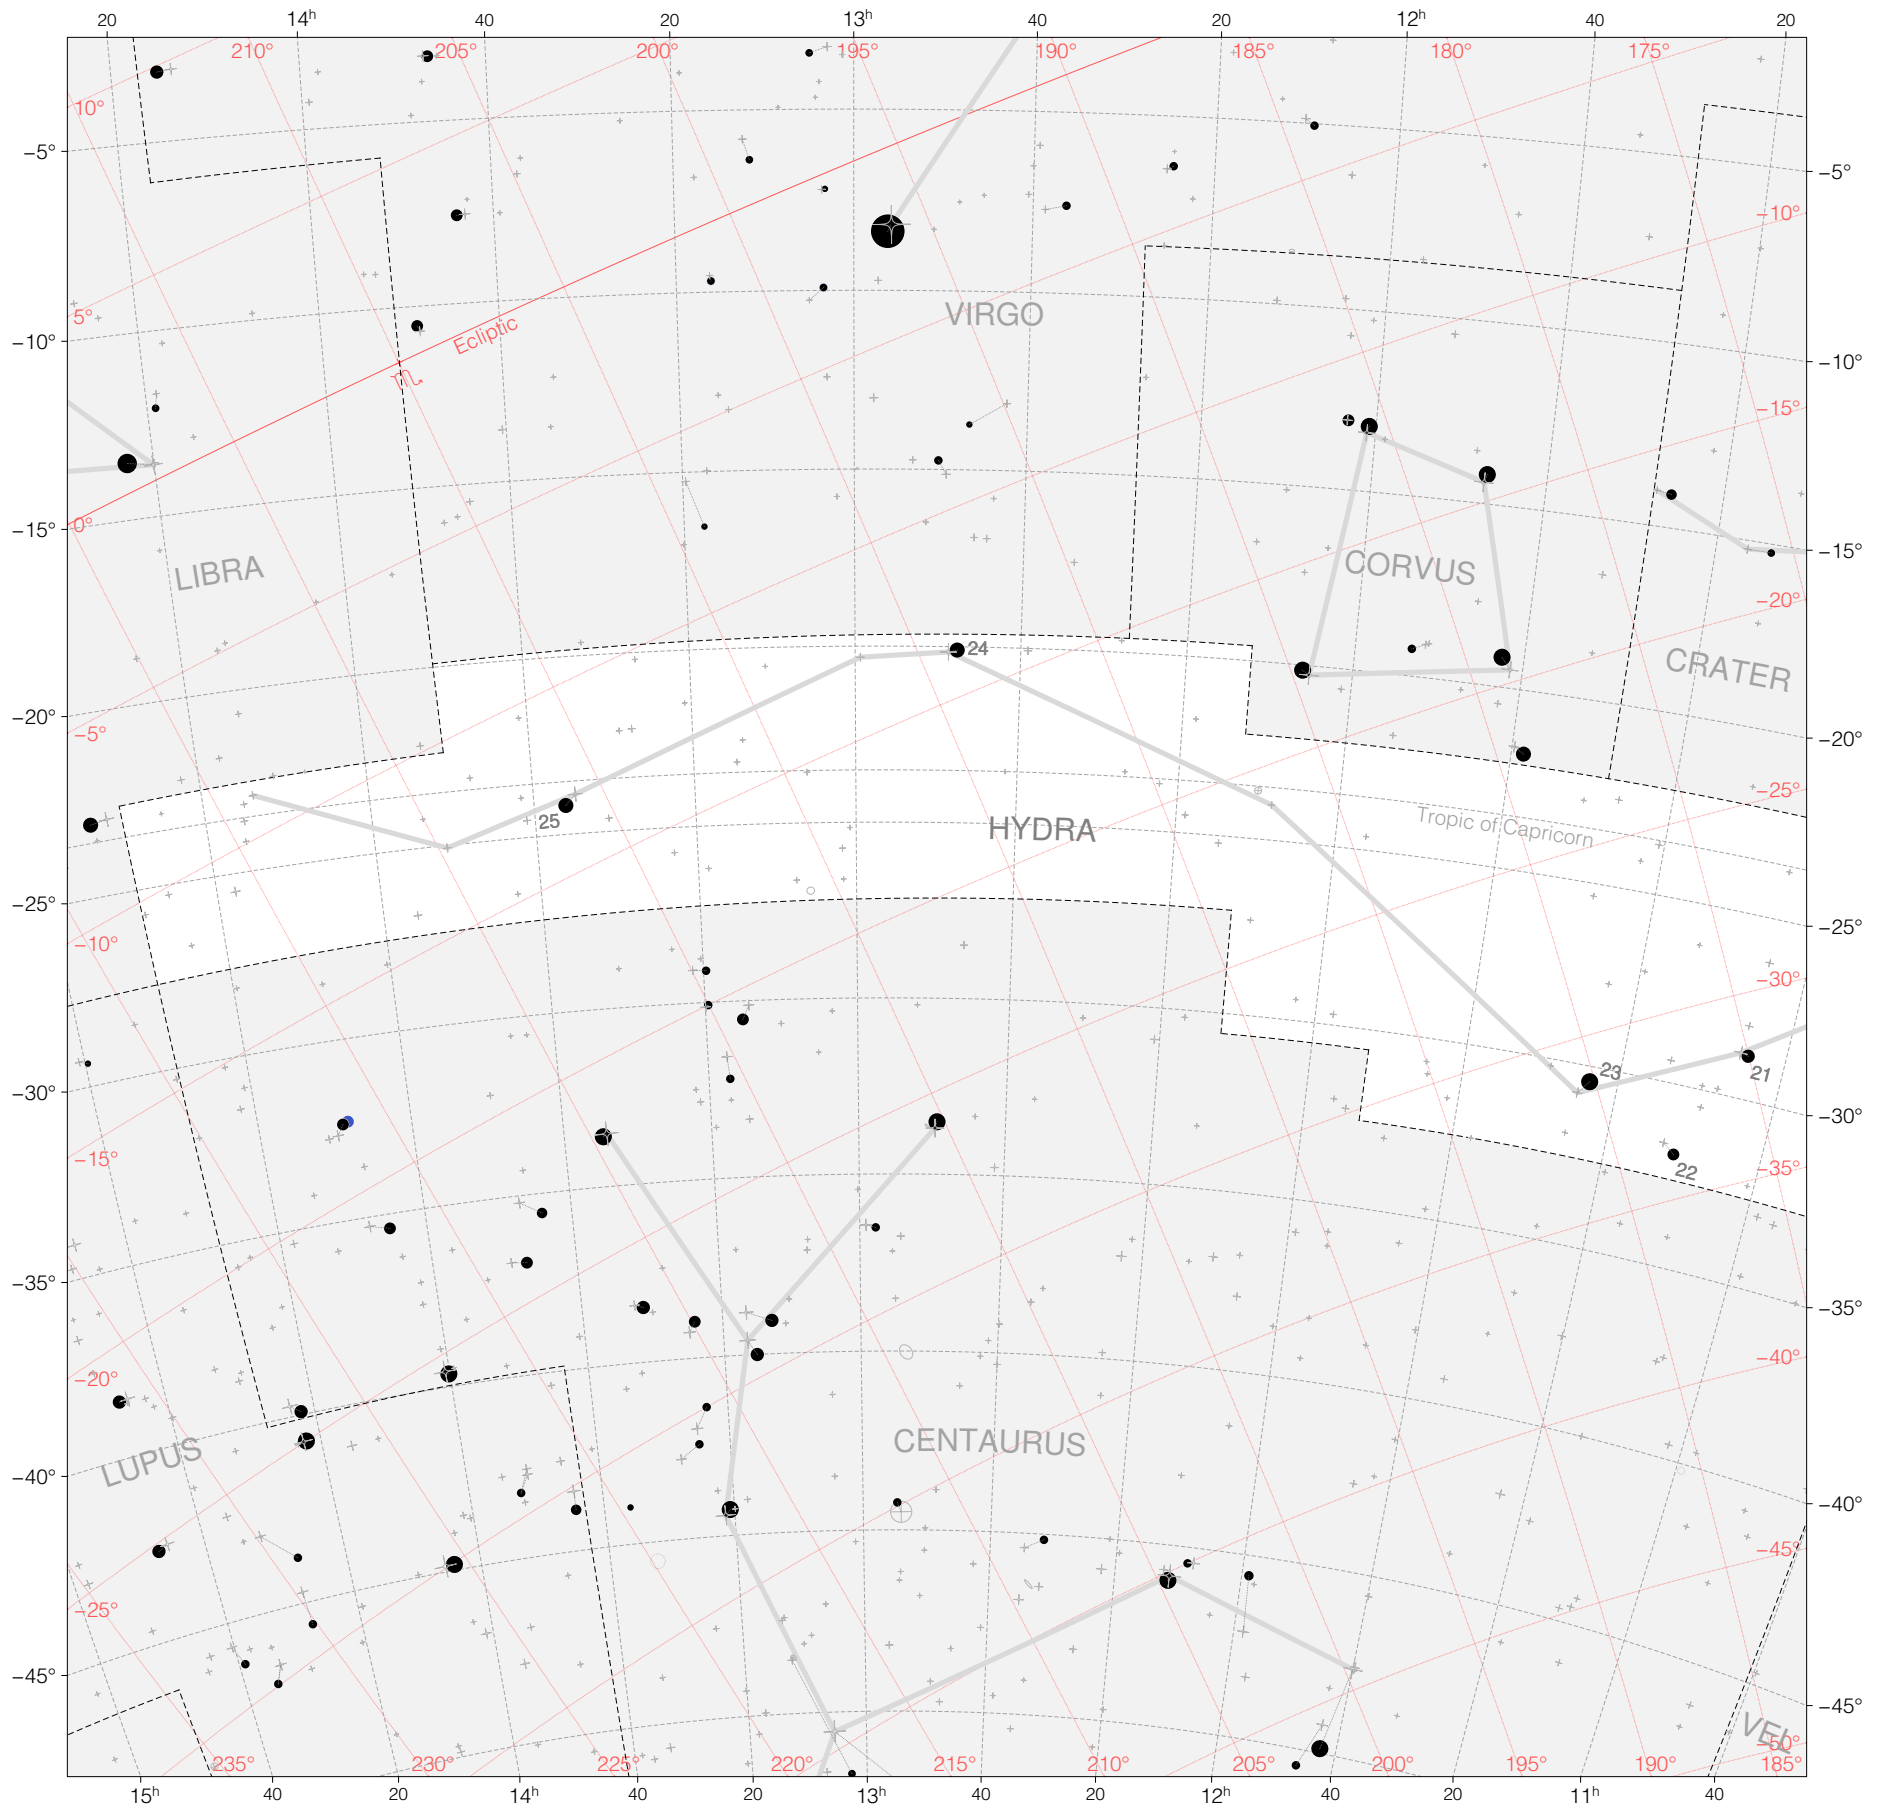 20 14h 40 20 13h 40 20 12h 40 20
210° 205° 200° 195° 190° 185° 180° 175°
10°
−5° −5°
−10°
VIRGO
5°
Ecliptic
−10° −10°
♏
−15°
0°
−15° −15°
LIBRA
CORVUS
−20°
24
CRATER
−20° −20°
−5°
−25°
25
HYDRA
Tropic of Capricorn
−25° −25°
−10°
−30°
23
21
−30° −30°
−15°
−35°
22
−35° −35°
−40°
−20°
CENTAURUS
LUPUS
−40° −40°
−45°
−25°
−45° −45°
VEL
−50°
235° 230° 225° 220° 215° 210° 205° 200° 195° 190° 185°
15h 40 20 14h 40 20 13h 40 20 12h 40 20 11h 40